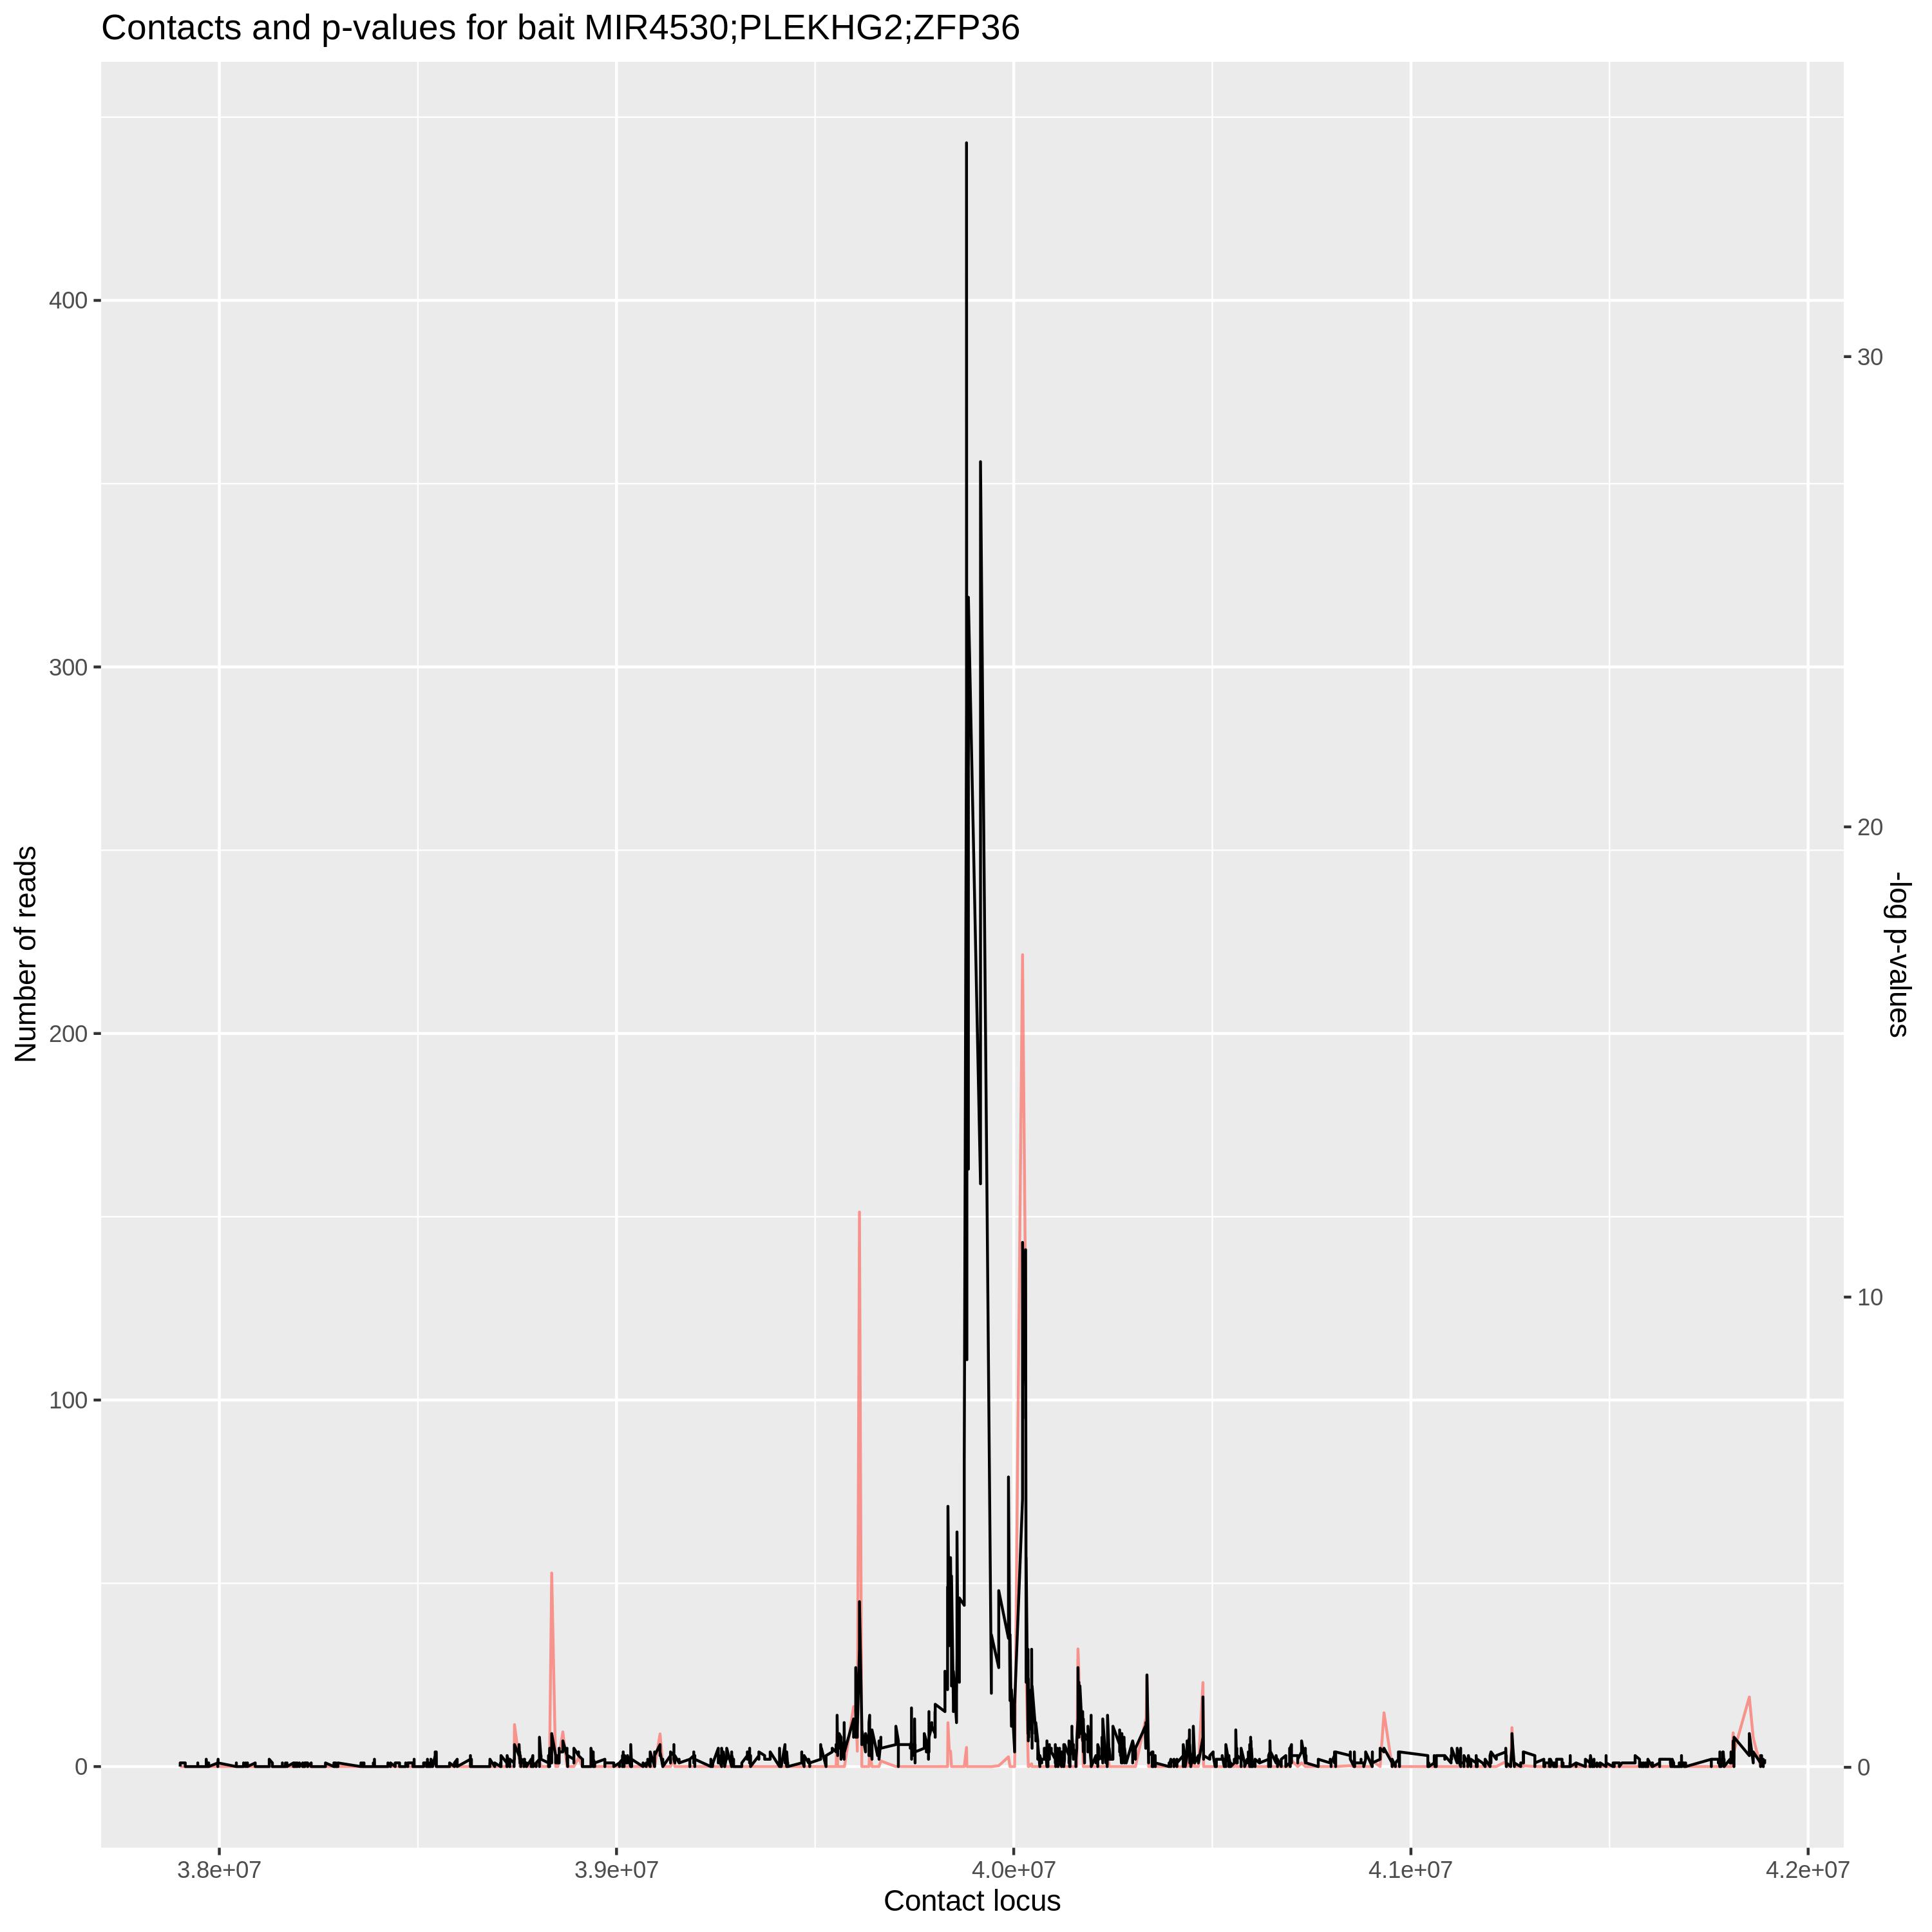 Contacts and p-values for bait MIR4530;PLEKHG2;ZFP36
Number of reads
400
300
200
100
0
30
20
10
0
-log p-values
3.8e+07
3.9e+07
4.0e+07
4.1e+07
4.2e+07
Contact locus